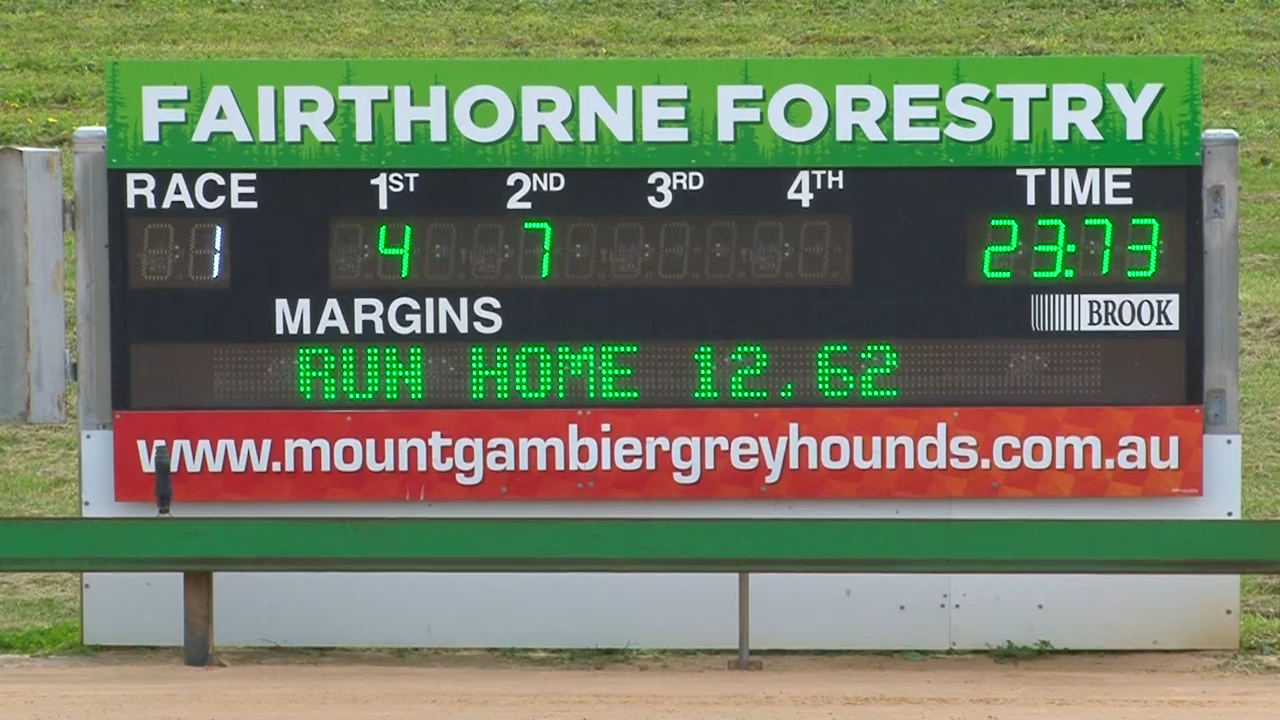 FAIRTHORNE FORESTRY
RACE 1ST 2ND 3RD 4TH TIME
1 4 7 23:73
MARGINS BROOK
RUN HOME 12.62
www.mountgambiergreyhounds.com.au